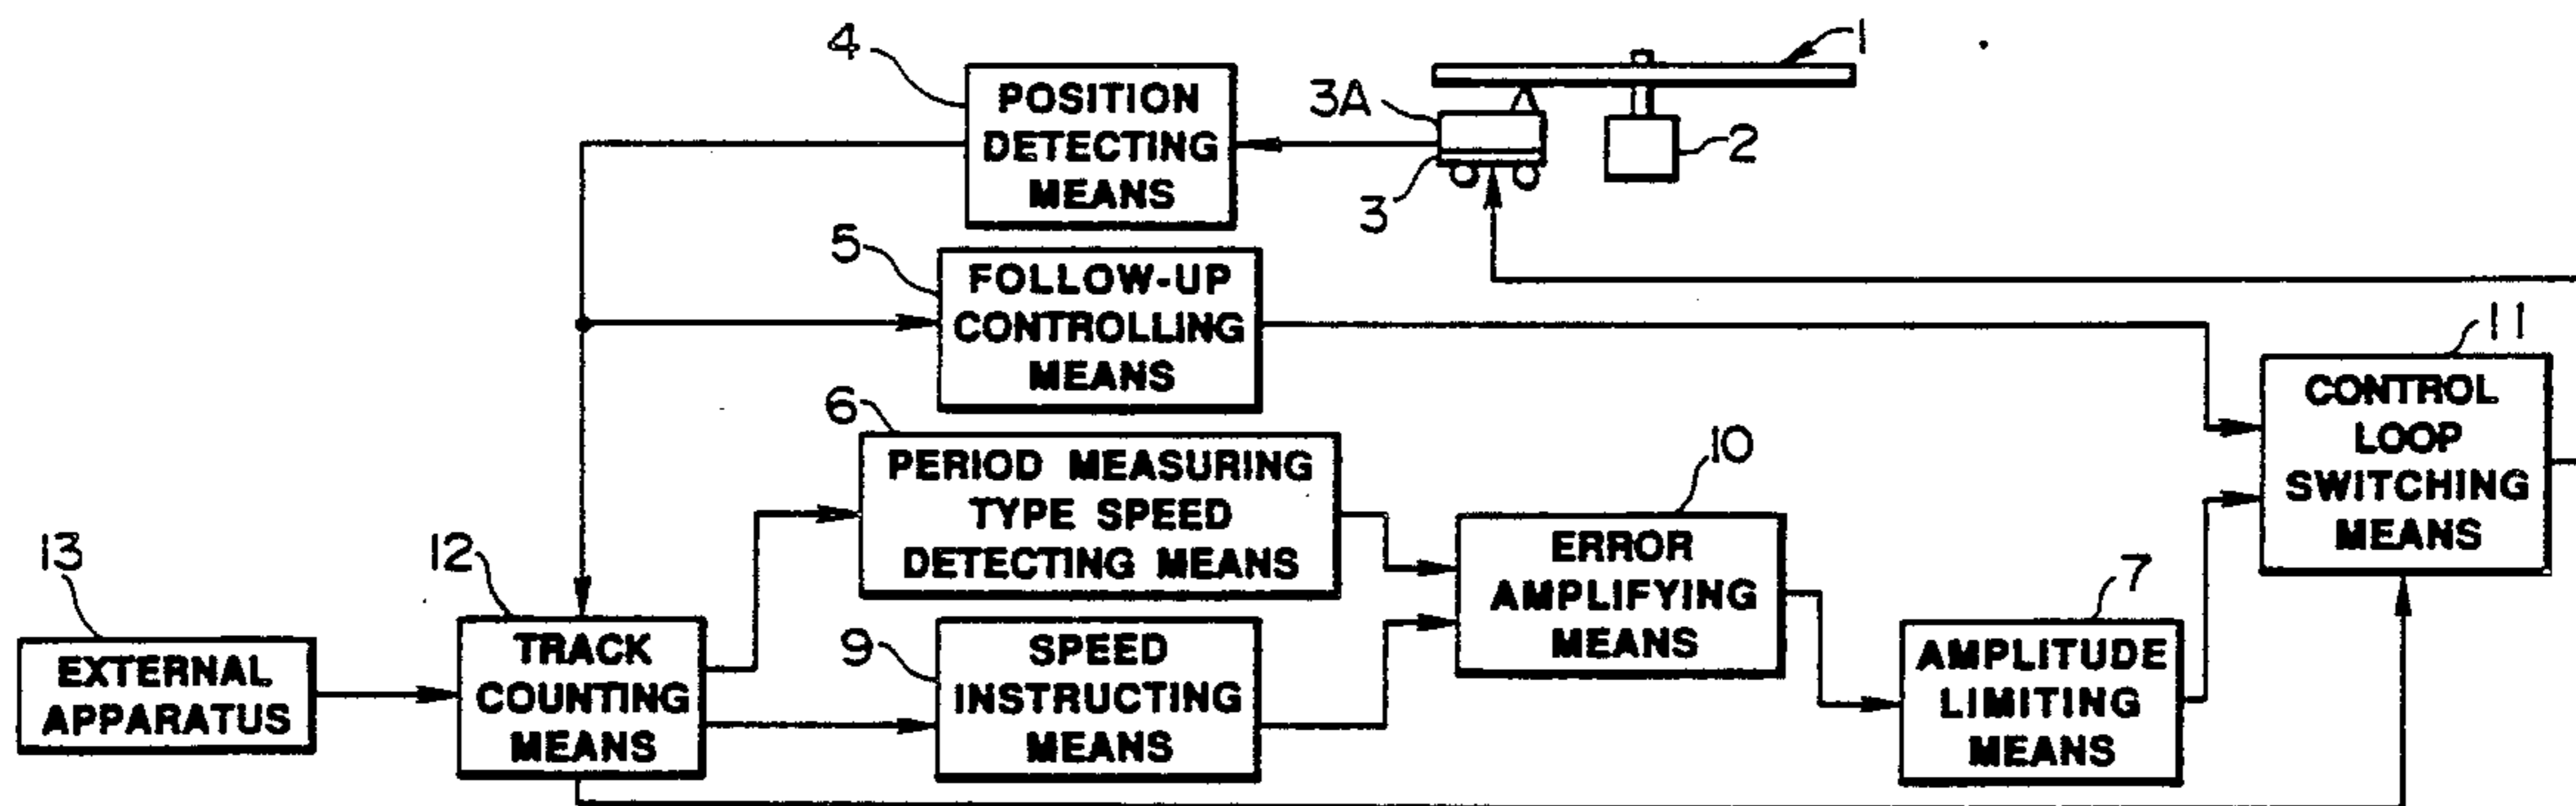 4
POSITION
DETECTING
MEANS
3A
3
1
2
5
FOLLOW-UP
CONTROLLING
MEANS
6
PERIOD MEASURING
TYPE SPEED
DETECTING MEANS
10
ERROR
AMPLIFYING
MEANS
11
CONTROL
LOOP
SWITCHING
MEANS
13
EXTERNAL
APPARATUS
12
TRACK
COUNTING
MEANS
9
SPEED
INSTRUCTING
MEANS
7
AMPLITUDE
LIMITING
MEANS